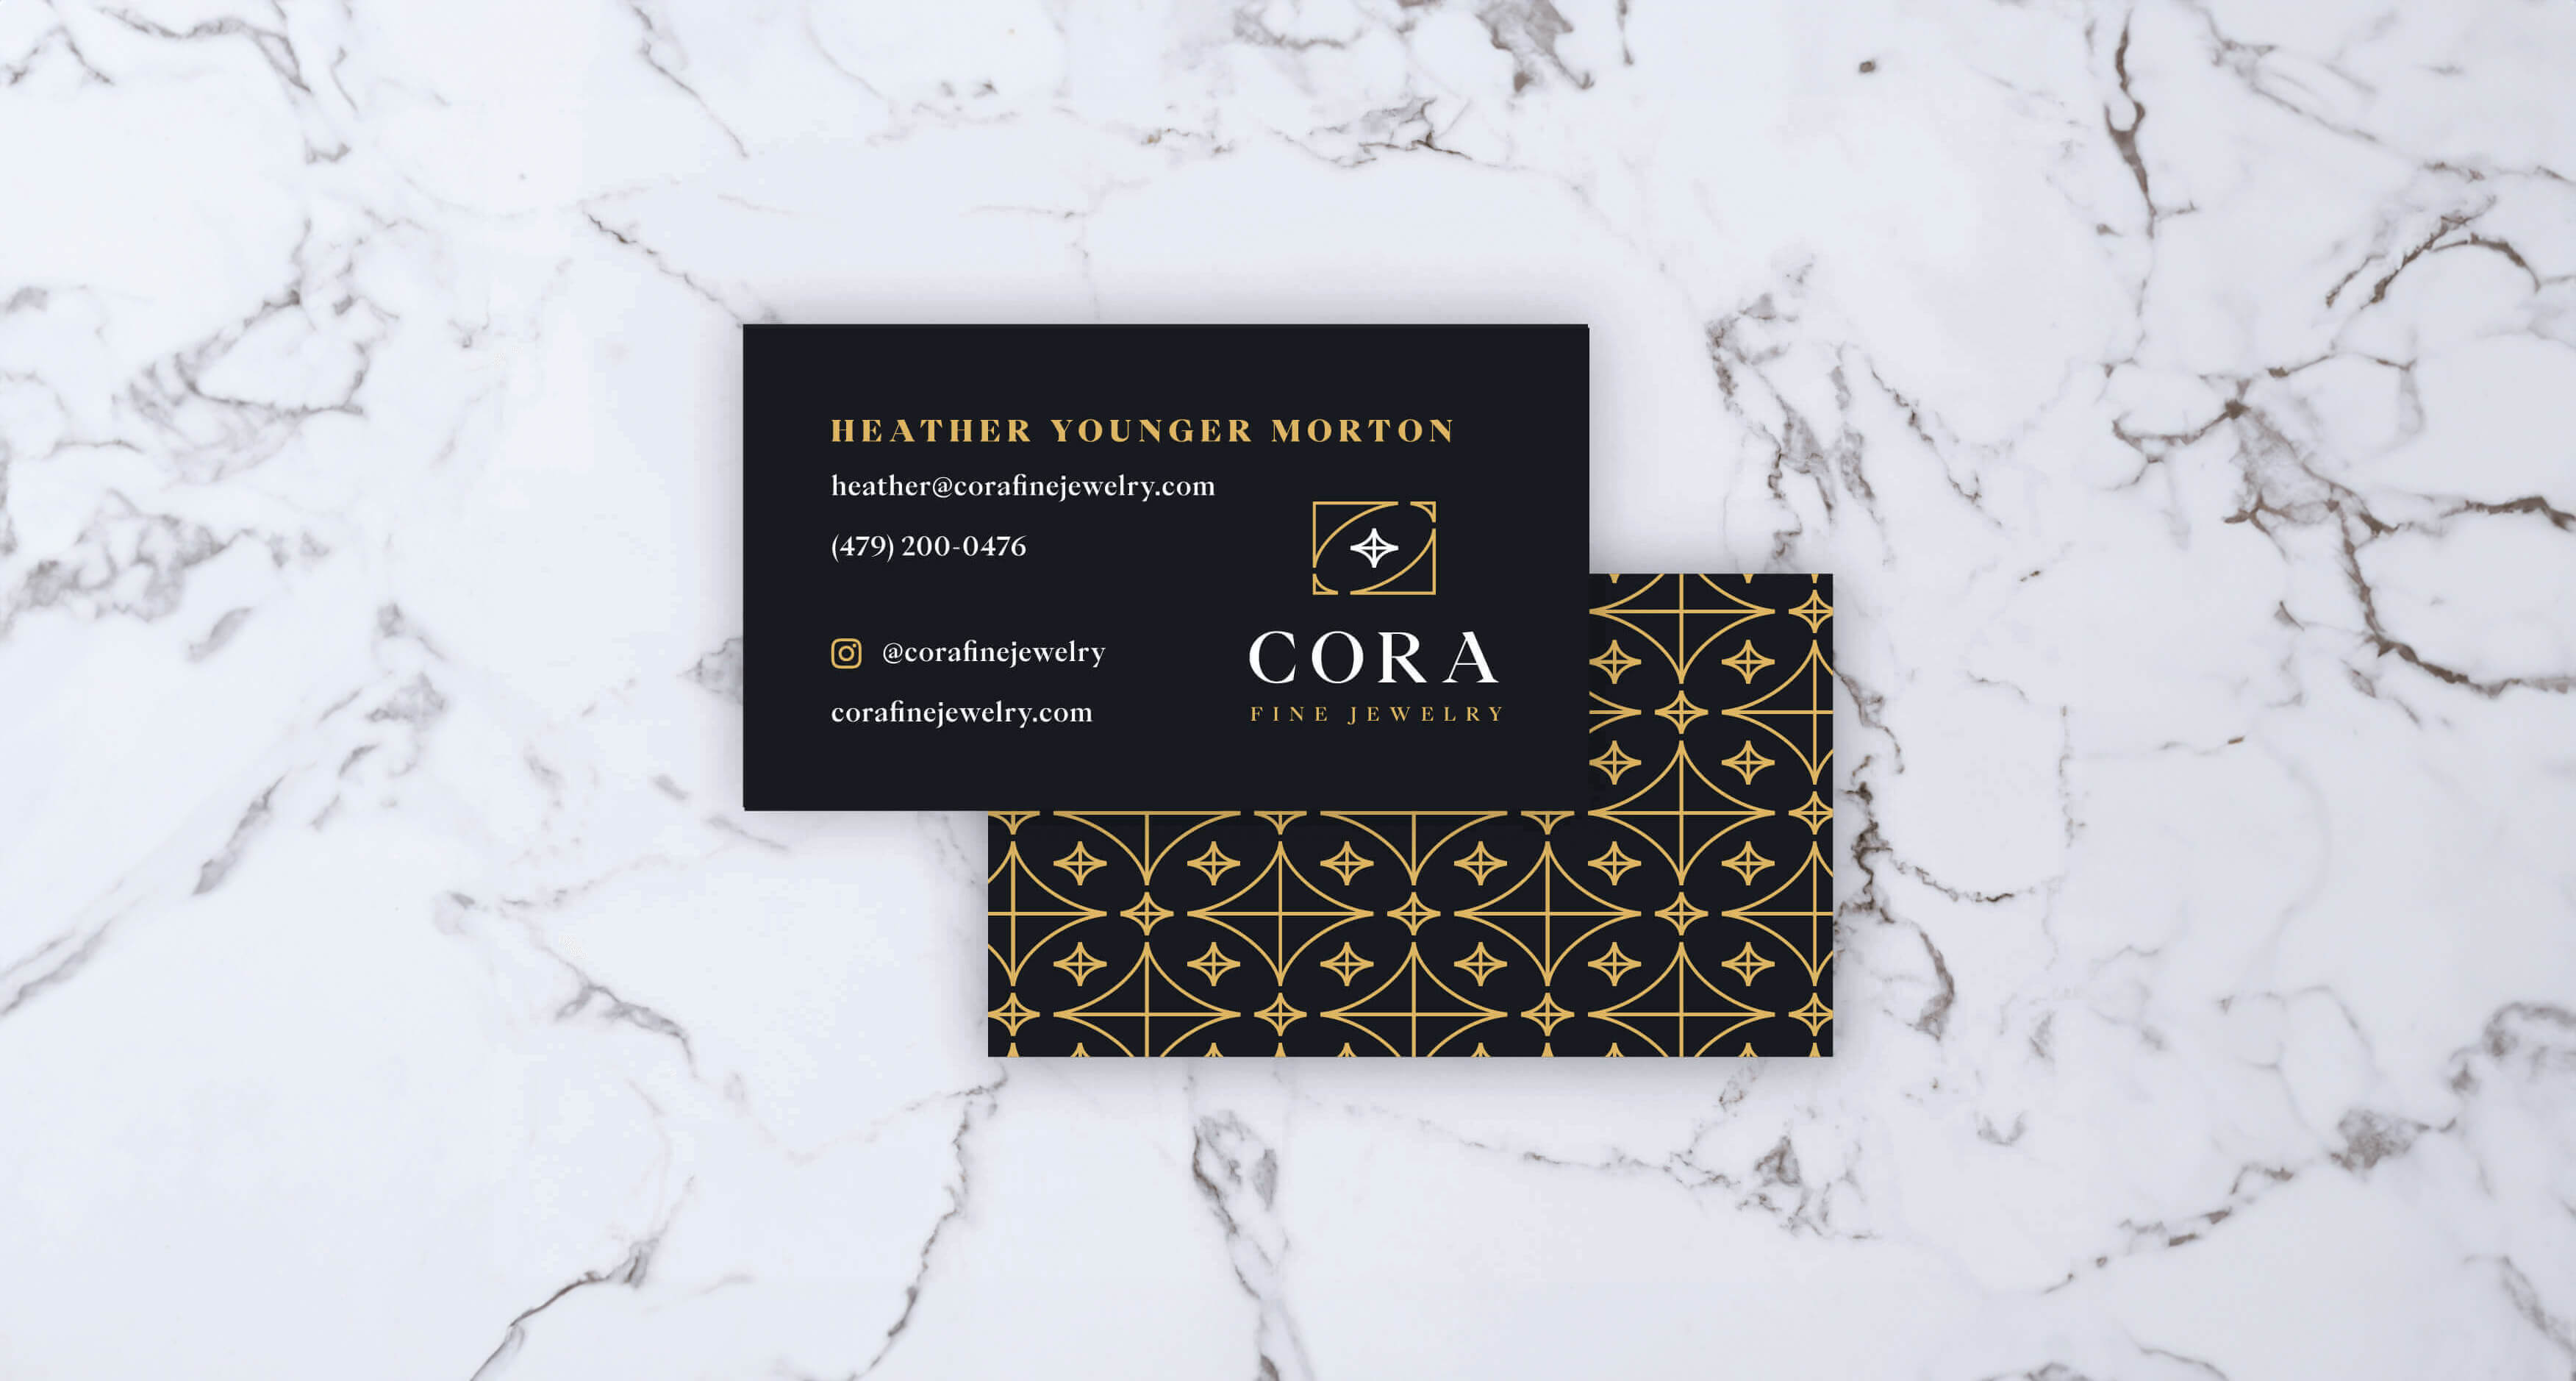 HEATHER YOUNGER MORTON
heather@corafinejewelry.com
(479) 200-0476
@corafinejewelry
corafinejewelry.com
CORA
FINE JEWELRY